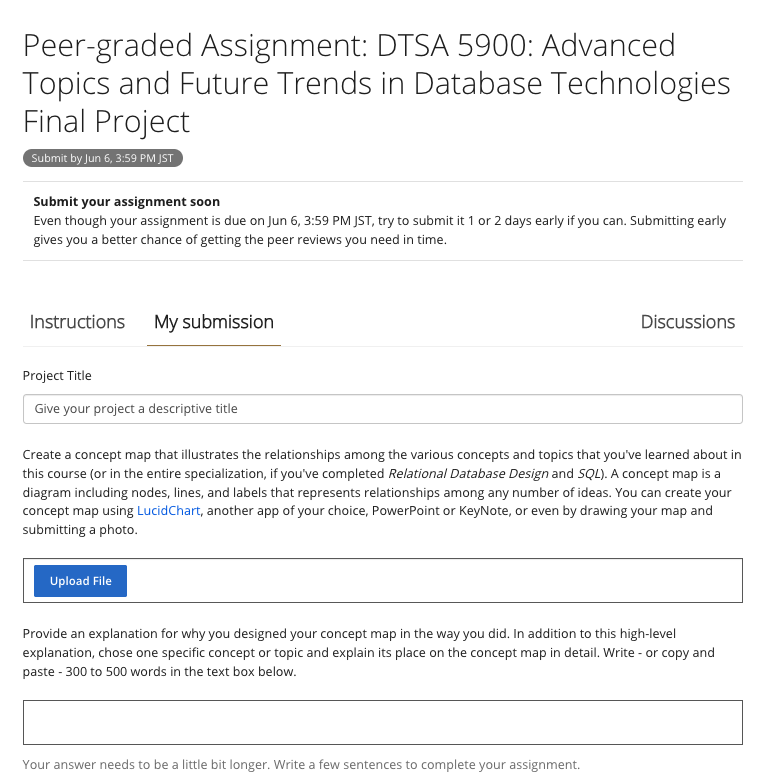 Peer-graded Assignment: DTSA 5900: Advanced
Topics and Future Trends in Database Technologies
Final Project
Submit by Jun 6, 3:59 PM JST
Submit your assignment soon
Even though your assignment is due on Jun 6, 3:59 PM JST, try to submit it 1 or 2 days early if you can. Submitting early
gives you a better chance of getting the peer reviews you need in time.
Instructions My submission Discussions
Project Title
Give your project a descriptive title
Create a concept map that illustrates the relationships among the various concepts and topics that you've learned about in
this course (or in the entire specialization, if you've completed Relational Database Design and SQL). A concept map is a
diagram including nodes, lines, and labels that represents relationships among any number of ideas. You can create your
concept map using LucidChart, another app of your choice, PowerPoint or KeyNote, or even by drawing your map and
submitting a photo.
Upload File
Provide an explanation for why you designed your concept map in the way you did. In addition to this high-level
explanation, chose one specific concept or topic and explain its place on the concept map in detail. Write - or copy and
paste - 300 to 500 words in the text box below.
Your answer needs to be a little bit longer. Write a few sentences to complete your assignment.